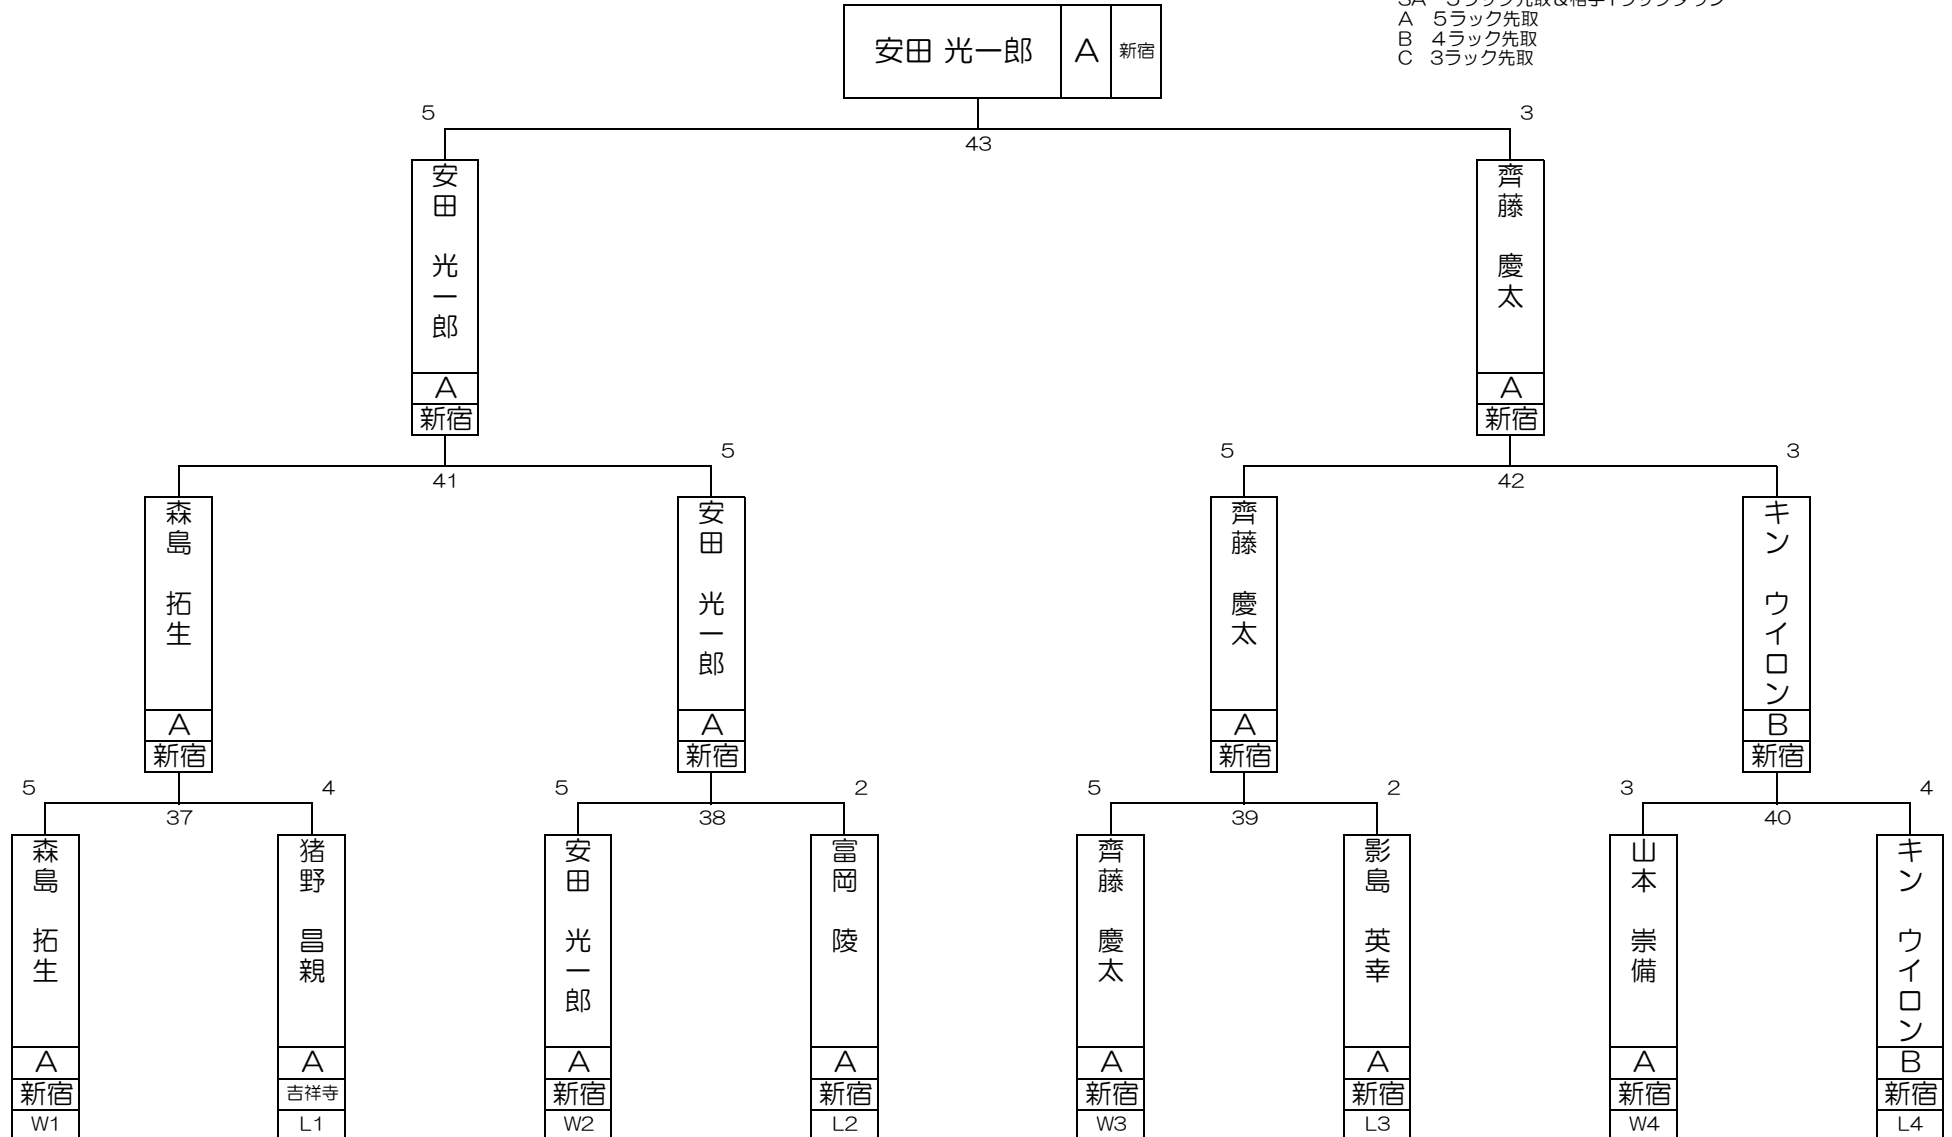 SA 5ラック先取&相手1ラックダウン
A 5ラック先取
B 4ラック先取
C 3ラック先取
安田 光一郎 A 新宿
5 3
43
安田 光一郎 A 新宿
齊藤 慶太 A 新宿
5 5 3
41 42
森島 拓生 A 新宿
安田 光一郎 A 新宿
齊藤 慶太 A 新宿
キン ウイロン B 新宿
5 4 5 2 5 2 3 4
37 38 39 40
森島 拓生 A 新宿 W1
猪野 昌親 A 吉祥寺 L1
安田 光一郎 A 新宿 W2
富岡 陵 A 新宿 L2
齊藤 慶太 A 新宿 W3
影島 英幸 A 新宿 L3
山本 崇備 A 新宿 W4
キン ウイロン B 新宿 L4